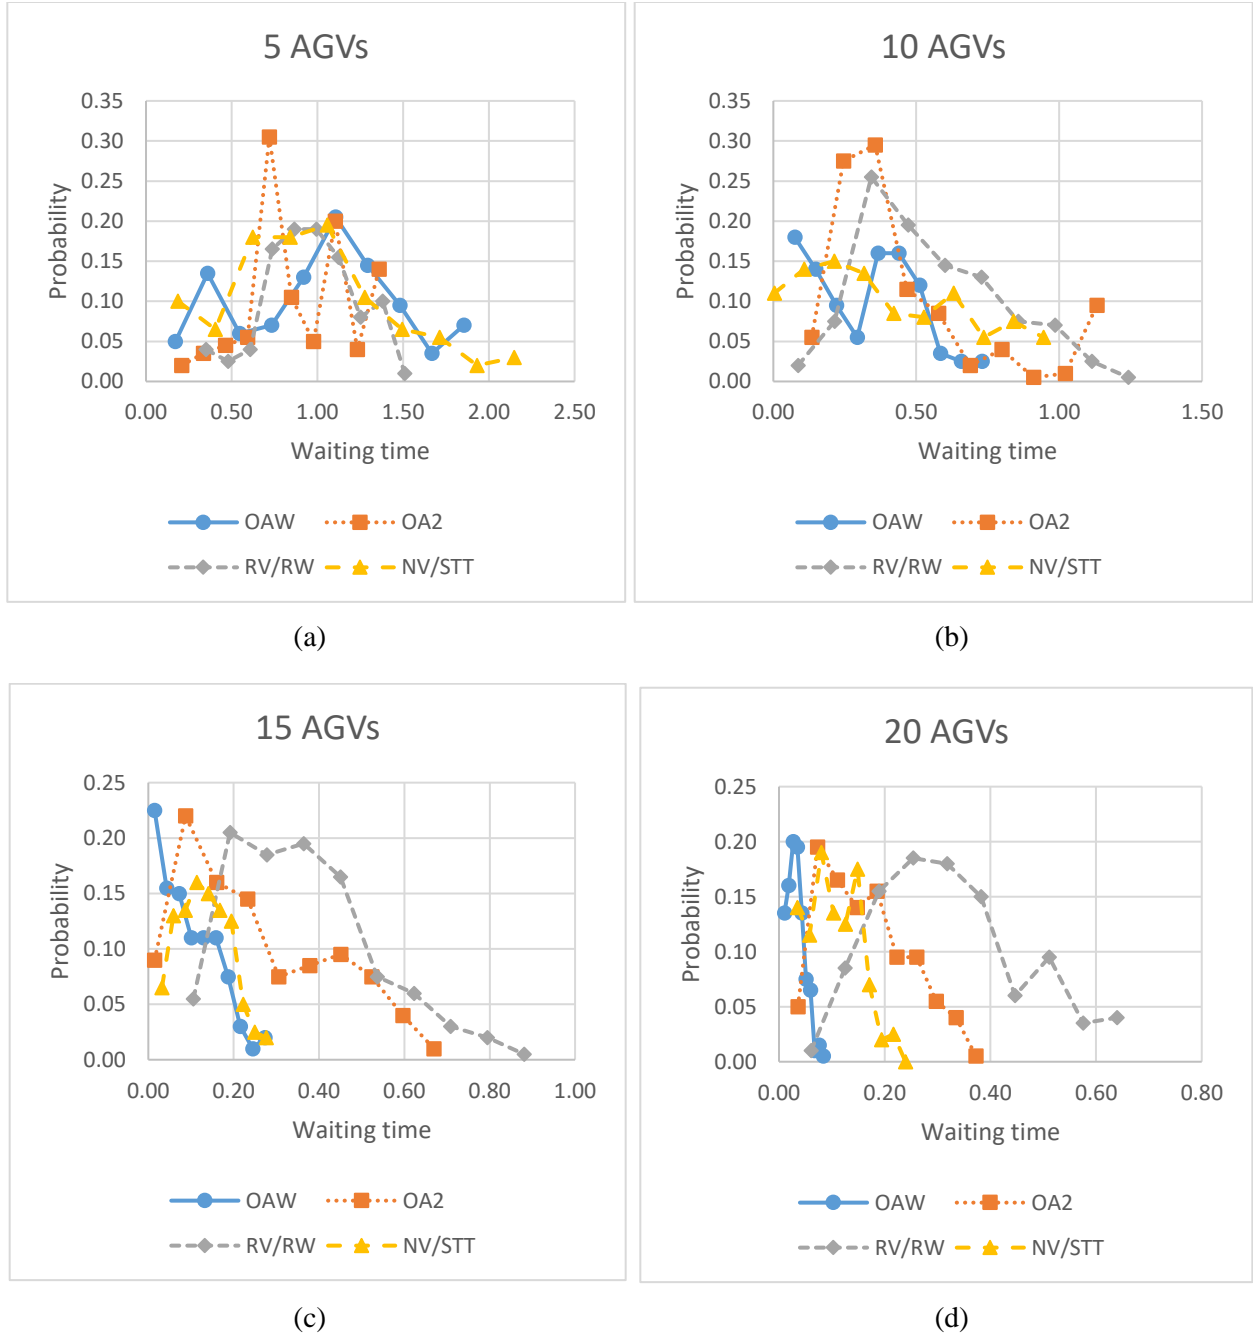 5 AGVs
0.35
0.30
0.25
0.20
0.15
0.10
0.05
0.00
Probability
0.00 0.50 1.00 1.50 2.00 2.50
Waiting time
OAW OA2
RV/RW NV/STT
(a)
10 AGVs
0.35
0.30
0.25
0.20
0.15
0.10
0.05
0.00
Probability
0.00 0.50 1.00 1.50
Waiting time
OAW OA2
RV/RW NV/STT
(b)
15 AGVs
0.25
0.20
0.15
0.10
0.05
0.00
Probability
0.00 0.20 0.40 0.60 0.80 1.00
Waiting time
OAW OA2
RV/RW NV/STT
(c)
20 AGVs
0.25
0.20
0.15
0.10
0.05
0.00
Probability
0.00 0.20 0.40 0.60 0.80
Waiting time
OAW OA2
RV/RW NV/STT
(d)